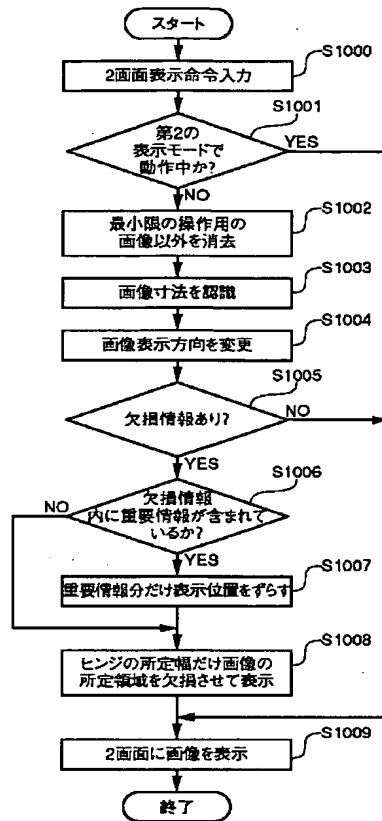 スタート
S1000
2画面表示命令入力
S1001
第2の
表示モードで
動作中か?
YES
NO
S1002
最小限の操作用の
画像以外を消去
S1003
画像寸法を認識
S1004
画像表示方向を変更
S1005
欠損情報あり?
NO
YES
S1006
NO
欠損情報
内に重要情報が含まれて
いるか?
YES
S1007
重要情報分だけ表示位置をずらす
S1008
ヒンジの所定幅だけ画像の
所定領域を欠損させて表示
S1009
2画面に画像を表示
終了